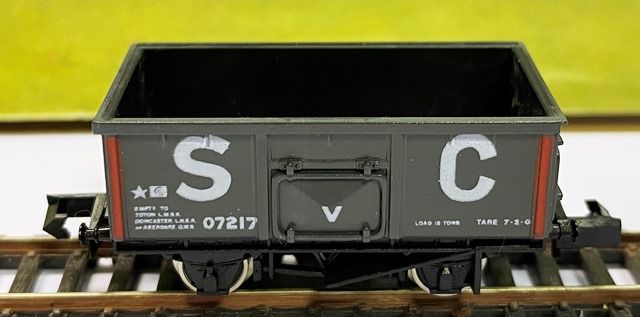 S C
EMPTY TO
TOTON L.M.S.R.
DONCASTER L.N.E.R.
or ABERDARE G.W.R.
07217
V
LOAD 16 TONS
TARE 7-2-0